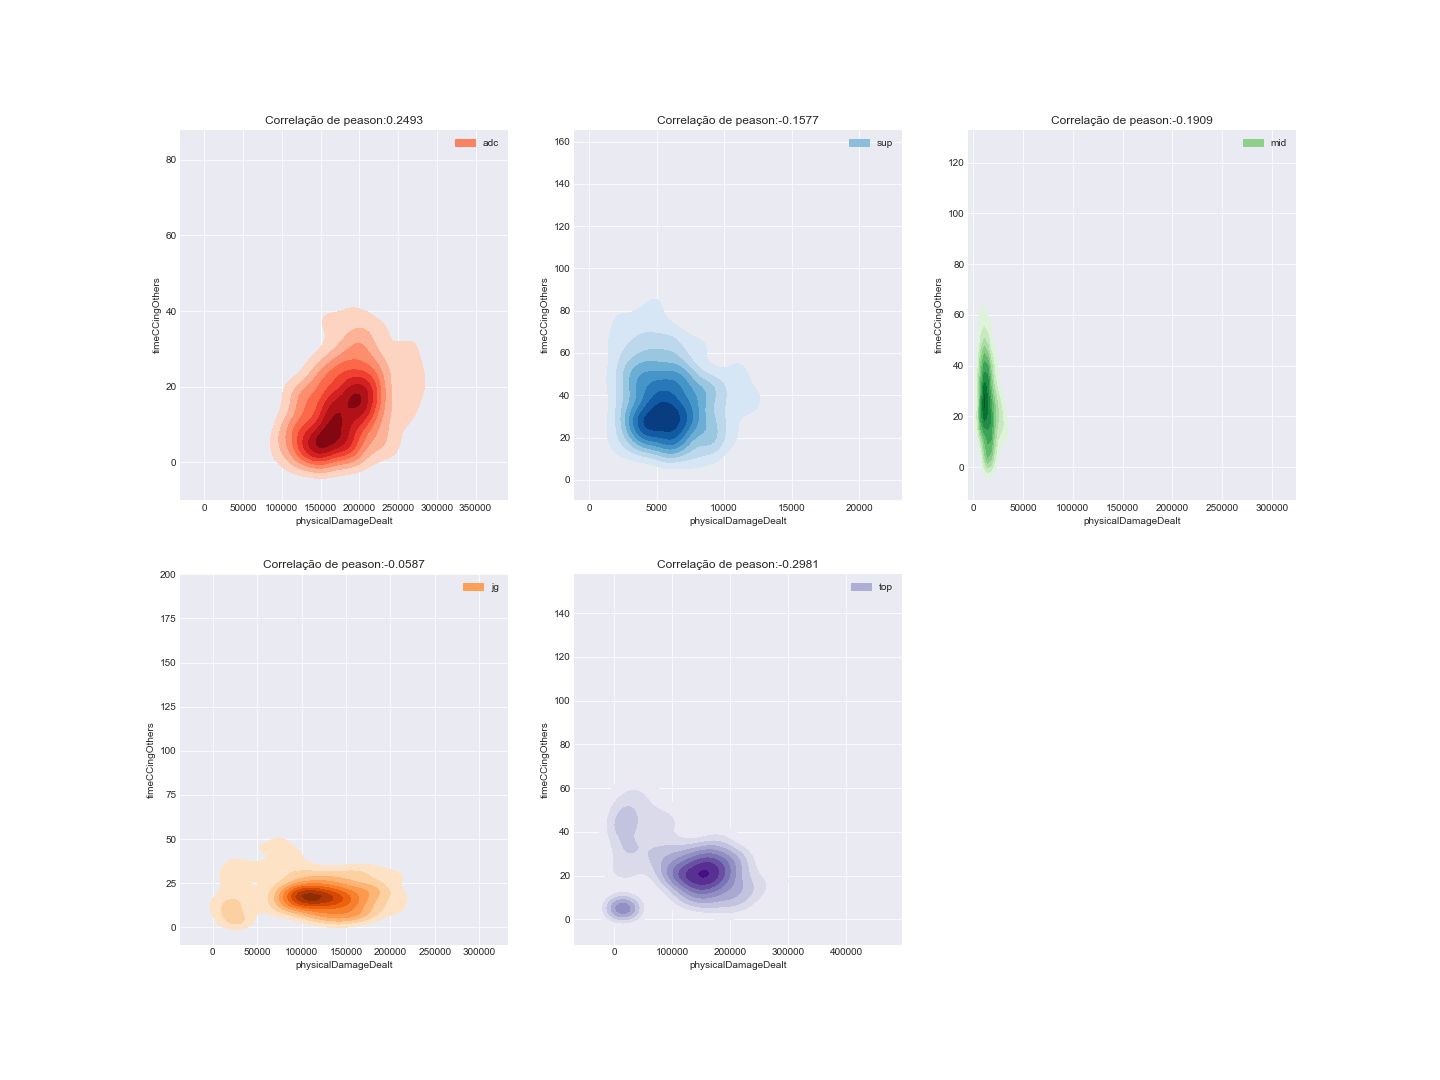 Correlação de peason:0.2493
adc
80
60
40
20
0
timeCCingOthers
0 50000 100000 150000 200000 250000 300000 350000
physicalDamageDealt
Correlação de peason:-0.1577
sup
160
140
120
100
80
60
40
20
0
timeCCingOthers
0 5000 10000 15000 20000
physicalDamageDealt
Correlação de peason:-0.1909
mid
120
100
80
60
40
20
0
timeCCingOthers
0 50000 100000 150000 200000 250000 300000
physicalDamageDealt
Correlação de peason:-0.0587
jg
200
175
150
125
100
75
50
25
0
timeCCingOthers
0 50000 100000 150000 200000 250000 300000
physicalDamageDealt
Correlação de peason:-0.2981
top
140
120
100
80
60
40
20
0
timeCCingOthers
0 100000 200000 300000 400000
physicalDamageDealt